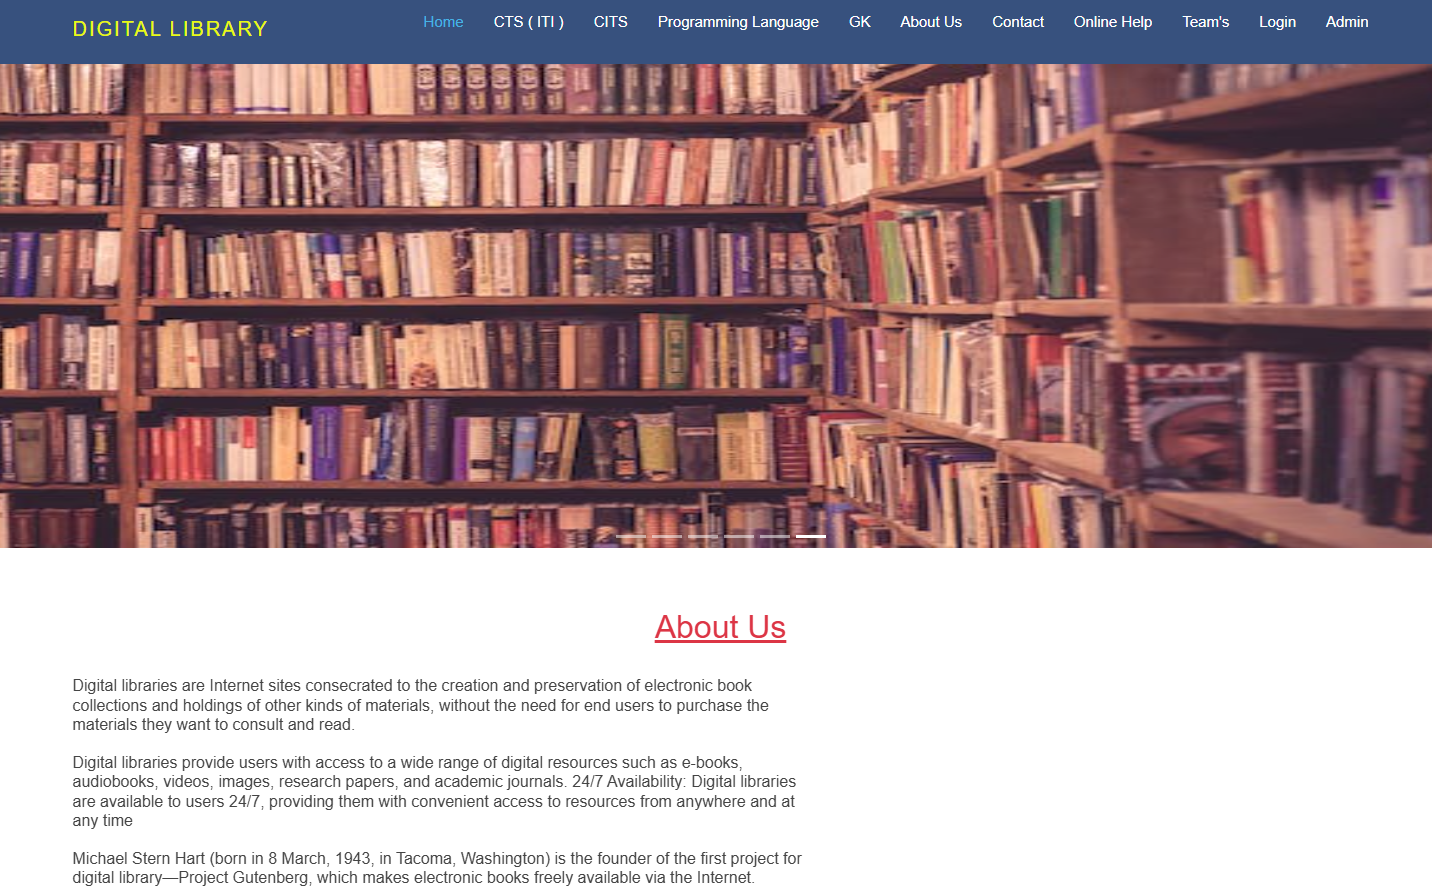 DIGITAL LIBRARY
Home CTS ( ITI ) CITS Programming Language GK About Us Contact Online Help Team's Login Admin
About Us
Digital libraries are Internet sites consecrated to the creation and preservation of electronic book
collections and holdings of other kinds of materials, without the need for end users to purchase the
materials they want to consult and read.
Digital libraries provide users with access to a wide range of digital resources such as e-books,
audiobooks, videos, images, research papers, and academic journals. 24/7 Availability: Digital libraries
are available to users 24/7, providing them with convenient access to resources from anywhere and at
any time
Michael Stern Hart (born in 8 March, 1943, in Tacoma, Washington) is the founder of the first project for
digital library—Project Gutenberg, which makes electronic books freely available via the Internet.